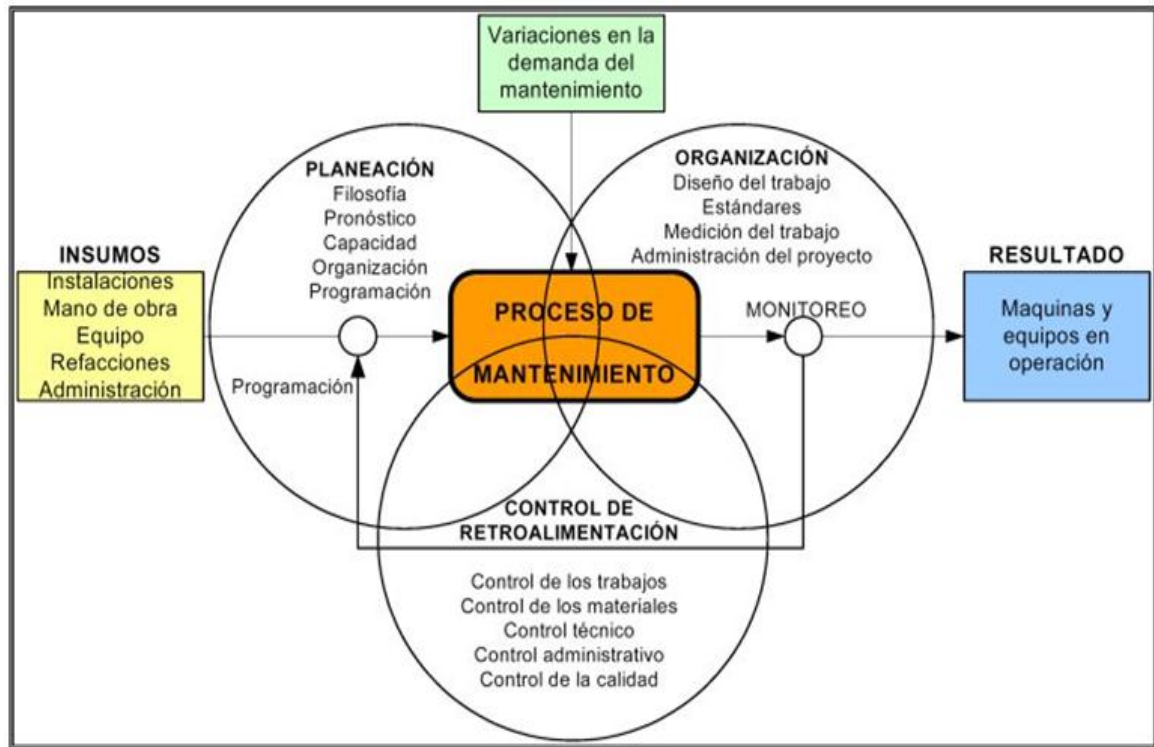 Variaciones en la
demanda del
mantenimiento
PLANEACIÓN
Filosofía
Pronóstico
Capacidad
Organización
Programación
ORGANIZACIÓN
Diseño del trabajo
Estándares
Medición del trabajo
Administración del proyecto
INSUMOS
Instalaciones
Mano de obra
Equipo
Refacciones
Administración
Programación
PROCESO DE
MANTENIMIENTO
MONITOREO
RESULTADO
Maquinas y
equipos en
operación
CONTROL DE
RETROALIMENTACIÓN
Control de los trabajos
Control de los materiales
Control técnico
Control administrativo
Control de la calidad